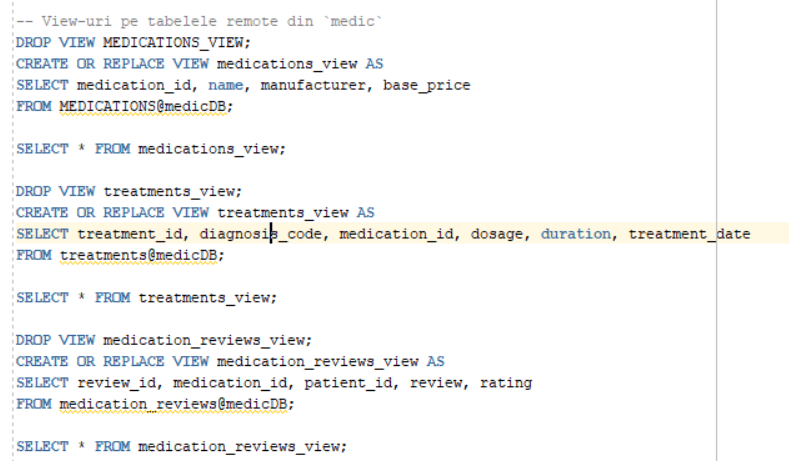 -- View-uri pe tabelele remote din `medic`
DROP VIEW MEDICATIONS_VIEW;
CREATE OR REPLACE VIEW medications_view AS
SELECT medication_id, name, manufacturer, base_price
FROM MEDICATIONS@medicDB;
SELECT * FROM medications_view;
DROP VIEW treatments_view;
CREATE OR REPLACE VIEW treatments_view AS
SELECT treatment_id, diagnosis_code, medication_id, dosage, duration, treatment_date
FROM treatments@medicDB;
SELECT * FROM treatments_view;
DROP VIEW medication_reviews_view;
CREATE OR REPLACE VIEW medication_reviews_view AS
SELECT review_id, medication_id, patient_id, review, rating
FROM medication_reviews@medicDB;
SELECT * FROM medication_reviews_view;